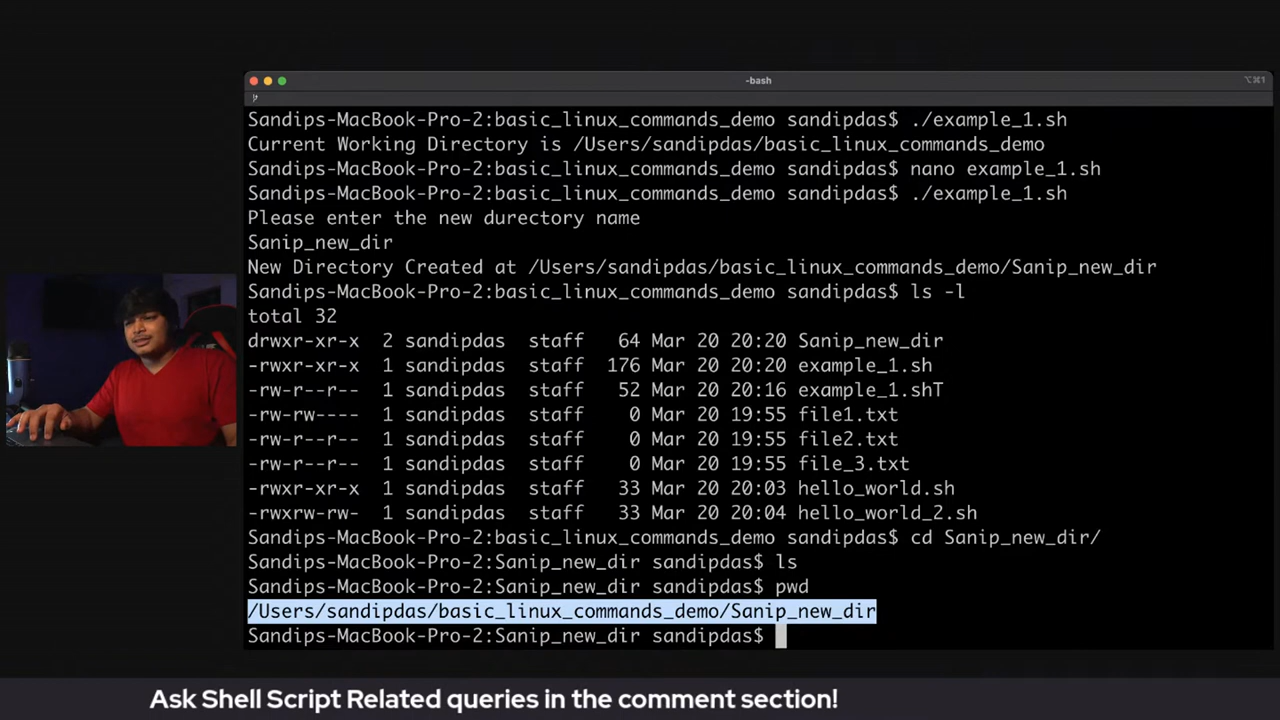 -bash
⌥⌘1
Sandips-MacBook-Pro-2:basic_linux_commands_demo sandipdas$ ./example_1.sh
Current Working Directory is /Users/sandipdas/basic_linux_commands_demo
Sandips-MacBook-Pro-2:basic_linux_commands_demo sandipdas$ nano example_1.sh
Sandips-MacBook-Pro-2:basic_linux_commands_demo sandipdas$ ./example_1.sh
Please enter the new durectory name
Sanip_new_dir
New Directory Created at /Users/sandipdas/basic_linux_commands_demo/Sanip_new_dir
Sandips-MacBook-Pro-2:basic_linux_commands_demo sandipdas$ ls -l
total 32
drwxr-xr-x  2 sandipdas  staff   64 Mar 20 20:20 Sanip_new_dir
-rwxr-xr-x  1 sandipdas  staff  176 Mar 20 20:20 example_1.sh
-rw-r--r--  1 sandipdas  staff   52 Mar 20 20:16 example_1.shT
-rw-rw----  1 sandipdas  staff    0 Mar 20 19:55 file1.txt
-rw-r--r--  1 sandipdas  staff    0 Mar 20 19:55 file2.txt
-rw-r--r--  1 sandipdas  staff    0 Mar 20 19:55 file_3.txt
-rwxr-xr-x  1 sandipdas  staff   33 Mar 20 20:03 hello_world.sh
-rwxrw-rw-  1 sandipdas  staff   33 Mar 20 20:04 hello_world_2.sh
Sandips-MacBook-Pro-2:basic_linux_commands_demo sandipdas$ cd Sanip_new_dir/
Sandips-MacBook-Pro-2:Sanip_new_dir sandipdas$ ls
Sandips-MacBook-Pro-2:Sanip_new_dir sandipdas$ pwd
/Users/sandipdas/basic_linux_commands_demo/Sanip_new_dir
Sandips-MacBook-Pro-2:Sanip_new_dir sandipdas$
Ask Shell Script Related queries in the comment section!